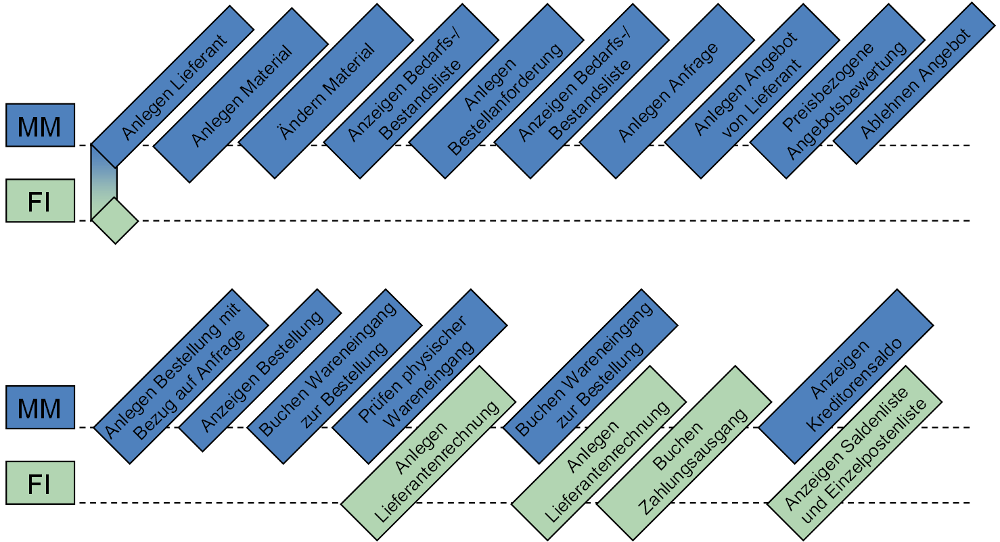 MM
Anlegen Lieferant
Anlegen Material
Ändern Material
Anzeigen Bedarfs-/
Bestandsliste
Anlegen
Bestellanforderung
Anzeigen Bedarfs-/
Bestandsliste
Anlegen Anfrage
Anlegen Angebot
von Lieferant
Preisbezogene
Angebotsbewertung
Ablehnen Angebot
FI
MM
Anlegen Bestellung mit
Bezug auf Anfrage
Anzeigen Bestellung
Buchen Wareneingang
zur Bestellung
Prüfen physischer
Wareneingang
Buchen Wareneingang
zur Bestellung
Anzeigen
Kreditorensaldo
FI
Anlegen
Lieferantenrechnung
Anlegen
Lieferantenrechnung
Buchen
Zahlungsausgang
Anzeigen Saldenliste
und Einzelpostenliste